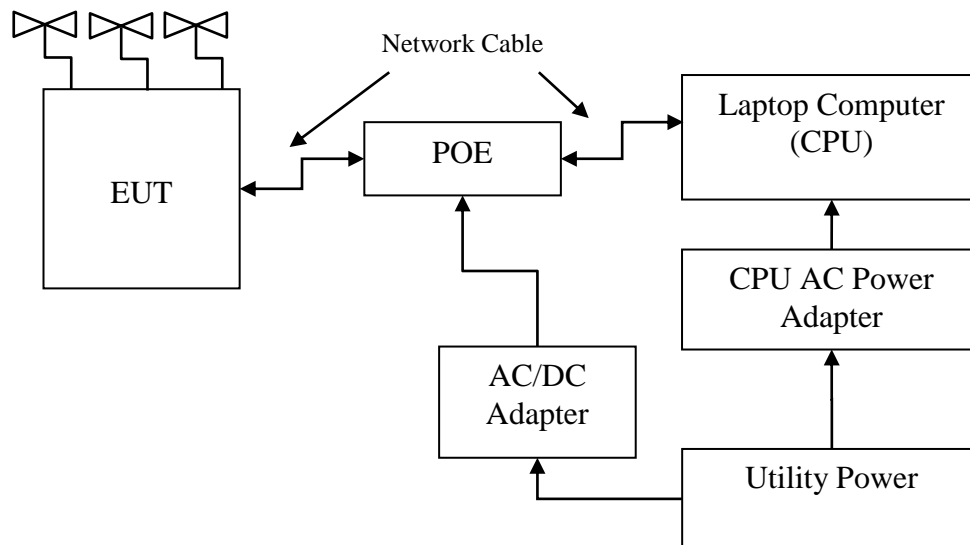 Network Cable
EUT
POE
Laptop Computer
(CPU)
CPU AC Power
Adapter
AC/DC
Adapter
Utility Power